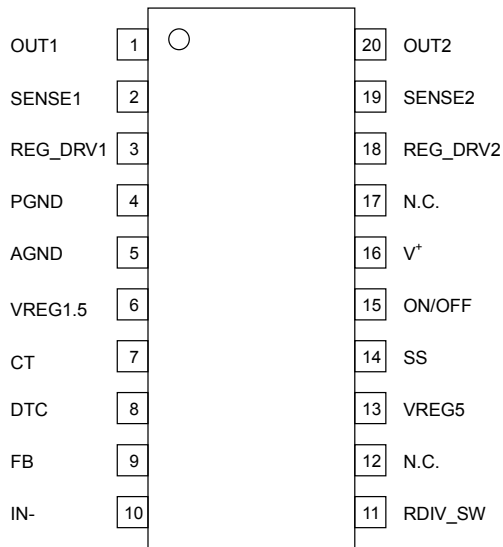 OUT1 1 20 OUT2
SENSE1 2 19 SENSE2
REG_DRV1 3 18 REG_DRV2
PGND 4 17 N.C.
AGND 5 16 V⁺
VREG1.5 6 15 ON/OFF
CT 7 14 SS
DTC 8 13 VREG5
FB 9 12 N.C.
IN- 10 11 RDIV_SW